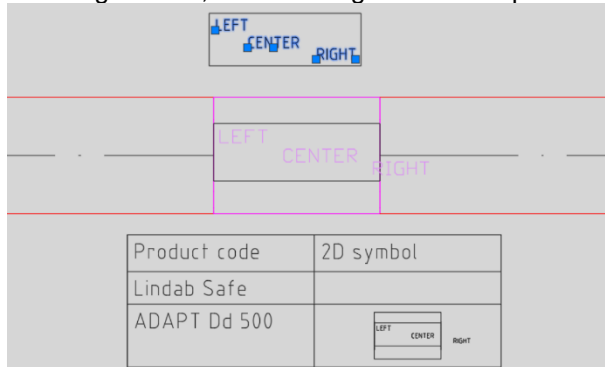 LEFT
CENTER
RIGHT
LEFT
CENTER
RIGHT
Product code 2D symbol
Lindab Safe
ADAPT Dd 500
LEFT
CENTER
RIGHT